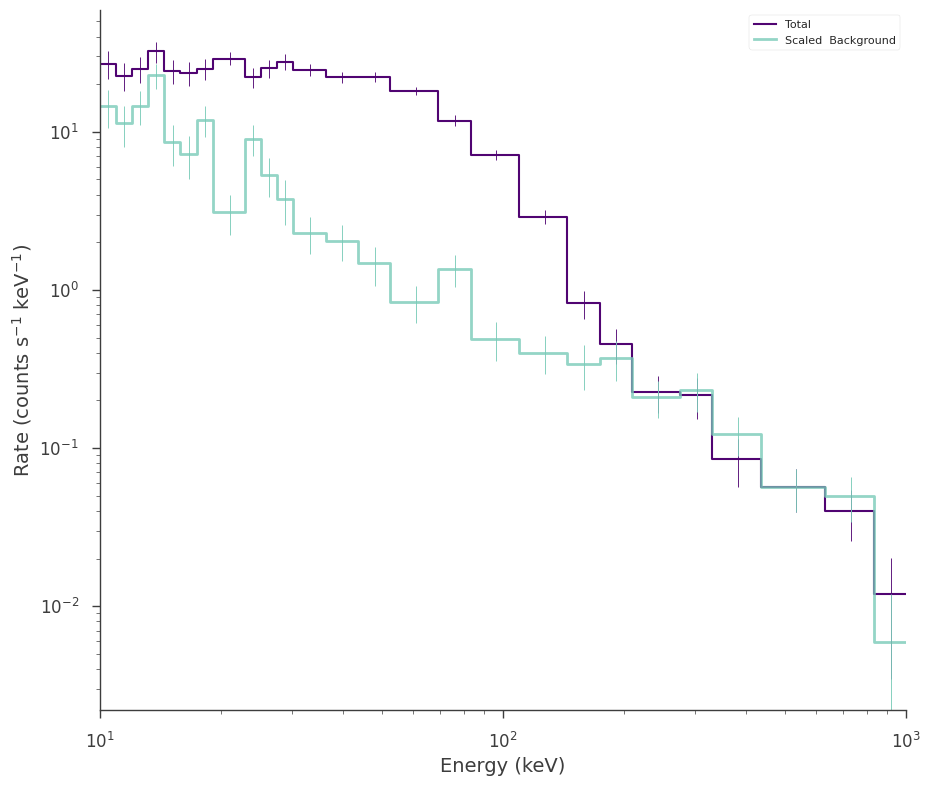 Total
Scaled  Background
10¹
10⁰
10⁻¹
10⁻²
Rate (counts s⁻¹ keV⁻¹)
10¹ 10² 10³
Energy (keV)